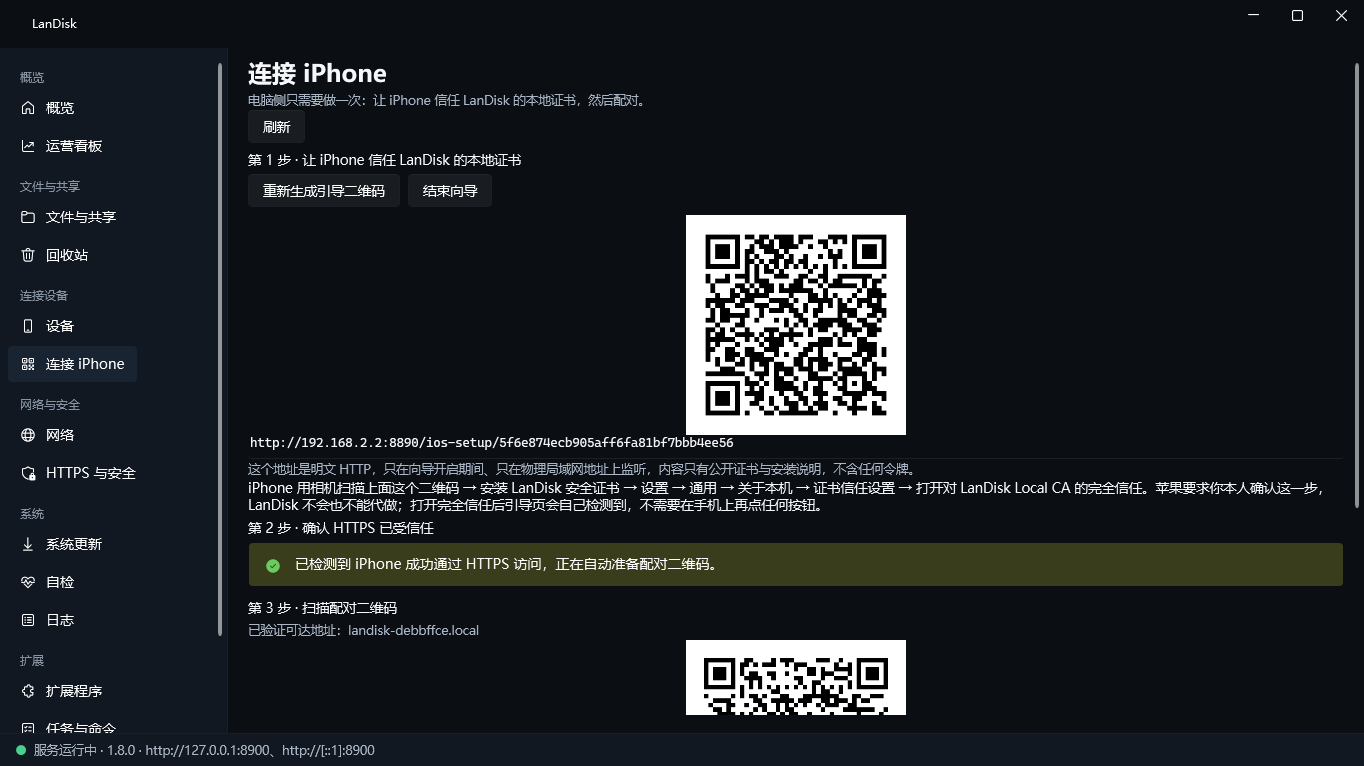 LanDisk
概览
概览
运营看板
文件与共享
文件与共享
回收站
连接设备
设备
连接 iPhone
网络与安全
网络
HTTPS 与安全
系统
系统更新
自检
日志
扩展
扩展程序
任务与命令
连接 iPhone
电脑侧只需要做一次：让 iPhone 信任 LanDisk 的本地证书，然后配对。
刷新
第 1 步 · 让 iPhone 信任 LanDisk 的本地证书
重新生成引导二维码
结束向导
http://192.168.2.2:8890/ios-setup/5f6e874ecb905aff6fa81bf7bbb4ee56
这个地址是明文 HTTP，只在向导开启期间、只在物理局域网地址上监听，内容只有公开证书与安装说明，不含任何令牌。
iPhone 用相机扫描上面这个二维码 → 安装 LanDisk 安全证书 → 设置 → 通用 → 关于本机 → 证书信任设置 → 打开对 LanDisk Local CA 的完全信任。苹果要求你本人确认这一步，
LanDisk 不会也不能代做；打开完全信任后引导页会自己检测到，不需要在手机上再点任何按钮。
第 2 步 · 确认 HTTPS 已受信任
已检测到 iPhone 成功通过 HTTPS 访问，正在自动准备配对二维码。
第 3 步 · 扫描配对二维码
已验证可达地址：landisk-debbffce.local
服务运行中 · 1.8.0 · http://127.0.0.1:8900、http://[::1]:8900